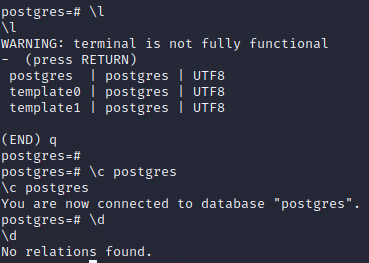 postgres=# \l
\l
WARNING: terminal is not fully functional
-  (press RETURN)
 postgres  | postgres | UTF8
 template0 | postgres | UTF8
 template1 | postgres | UTF8

(END) q
postgres=#
postgres=# \c postgres
\c postgres
You are now connected to database "postgres".
postgres=# \d
\d
No relations found.